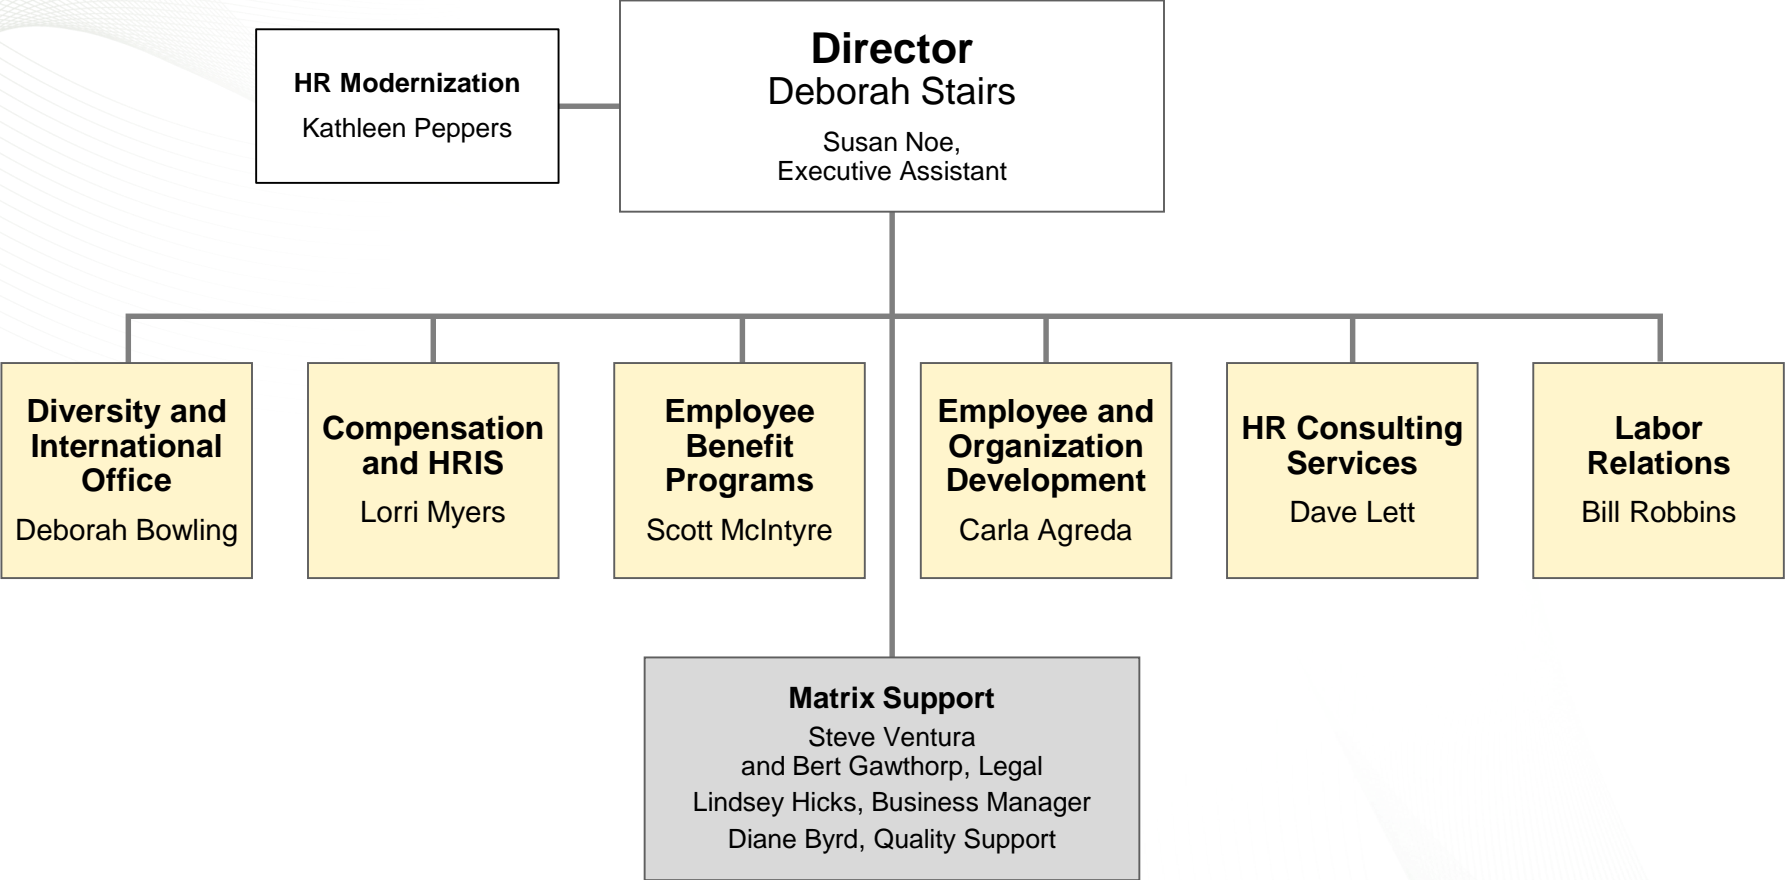 HR Modernization
Kathleen Peppers
Director
Deborah Stairs
Susan Noe,
Executive Assistant
Diversity and
International
Office
Deborah Bowling
Compensation
and HRIS
Lorri Myers
Employee
Benefit
Programs
Scott McIntyre
Employee and
Organization
Development
Carla Agreda
HR Consulting
Services
Dave Lett
Labor
Relations
Bill Robbins
Matrix Support
Steve Ventura
and Bert Gawthorp, Legal
Lindsey Hicks, Business Manager
Diane Byrd, Quality Support